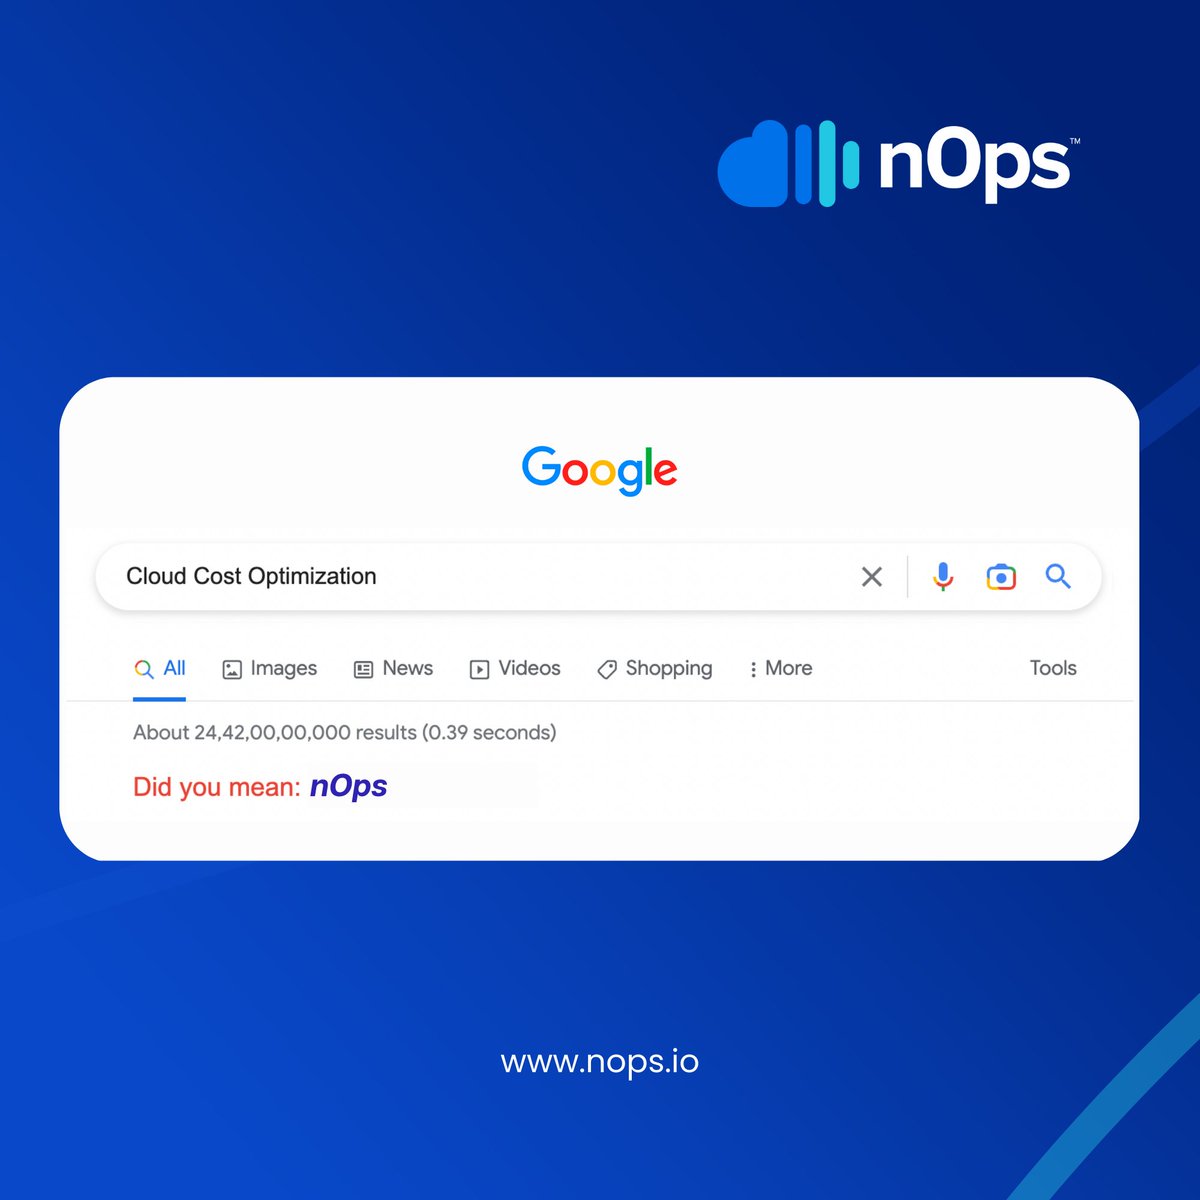 nOps™
Google
Cloud Cost Optimization
All Images News Videos Shopping More Tools
About 24,42,00,00,000 results (0.39 seconds)
Did you mean: nOps
www.nops.io